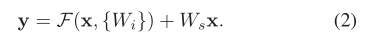 y = ℱ(x, {W_i}) + W_s x. (2)